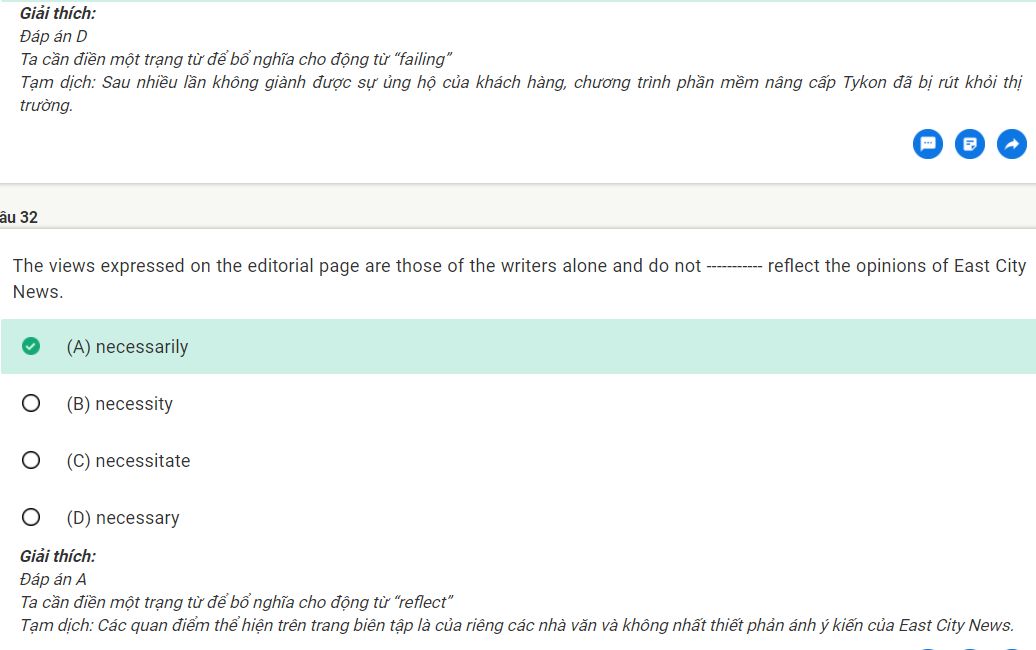 Giải thích:
Đáp án D
Ta cần điền một trạng từ để bổ nghĩa cho động từ “failing”
Tạm dịch: Sau nhiều lần không giành được sự ủng hộ của khách hàng, chương trình phần mềm nâng cấp Tykon đã bị rút khỏi thị
trường.
âu 32
The views expressed on the editorial page are those of the writers alone and do not ----------- reflect the opinions of East City
News.
(A) necessarily
(B) necessity
(C) necessitate
(D) necessary
Giải thích:
Đáp án A
Ta cần điền một trạng từ để bổ nghĩa cho động từ “reflect”
Tạm dịch: Các quan điểm thể hiện trên trang biên tập là của riêng các nhà văn và không nhất thiết phản ánh ý kiến của East City News.